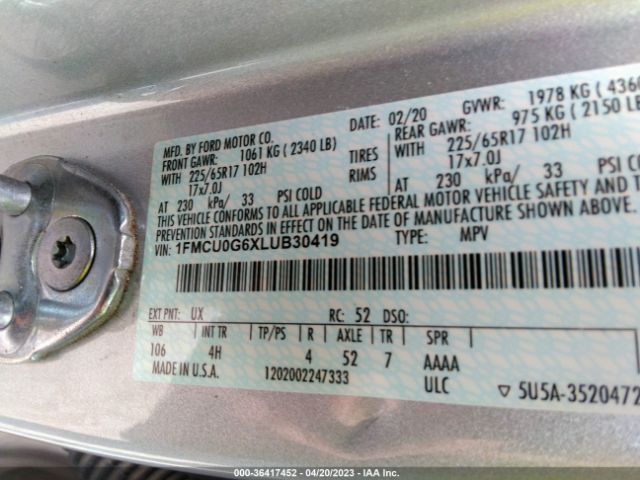 MFD. BY FORD MOTOR CO.
DATE: 02/20 GVWR: 1978 KG (
FRONT GAWR: 1061 KG ( 2340 LB)
REAR GAWR: 975 KG ( 2150 LB
WITH 225/65R17 102H TIRES WITH 225/65R17 102H
17x7.0J RIMS 17x7.0J
AT 230 kPa/ 33 PSI COLD AT 230 kPa/ 33 PSI CO
THIS VEHICLE CONFORMS TO ALL APPLICABLE FEDERAL MOTOR VEHICLE SAFETY AND
PREVENTION STANDARDS IN EFFECT ON THE DATE OF MANUFACTURE SHOWN ABOVE.
VIN: 1FMCU0G6XLUB30419 TYPE: MPV
EXT PNT: UX RC: 52 DSO:
WB INT TR TP/PS R AXLE TR SPR
106 4H 4 52 7 AAAA
MADE IN U.S.A. 1202002247333 ULC ▽ 5U5A-3520472
000-36417452 - 04/20/2023 - IAA Inc.